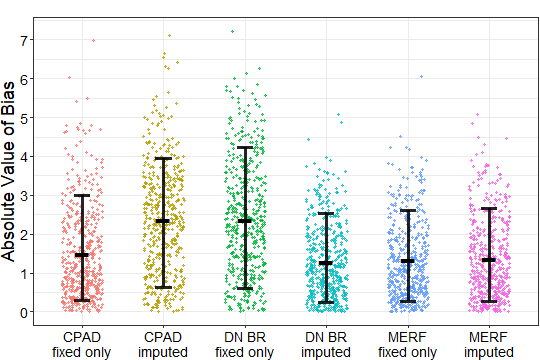 Absolute Value of Bias
7
6
5
4
3
2
1
0
CPAD CPAD DN BR DN BR MERF MERF
fixed only imputed fixed only imputed fixed only imputed